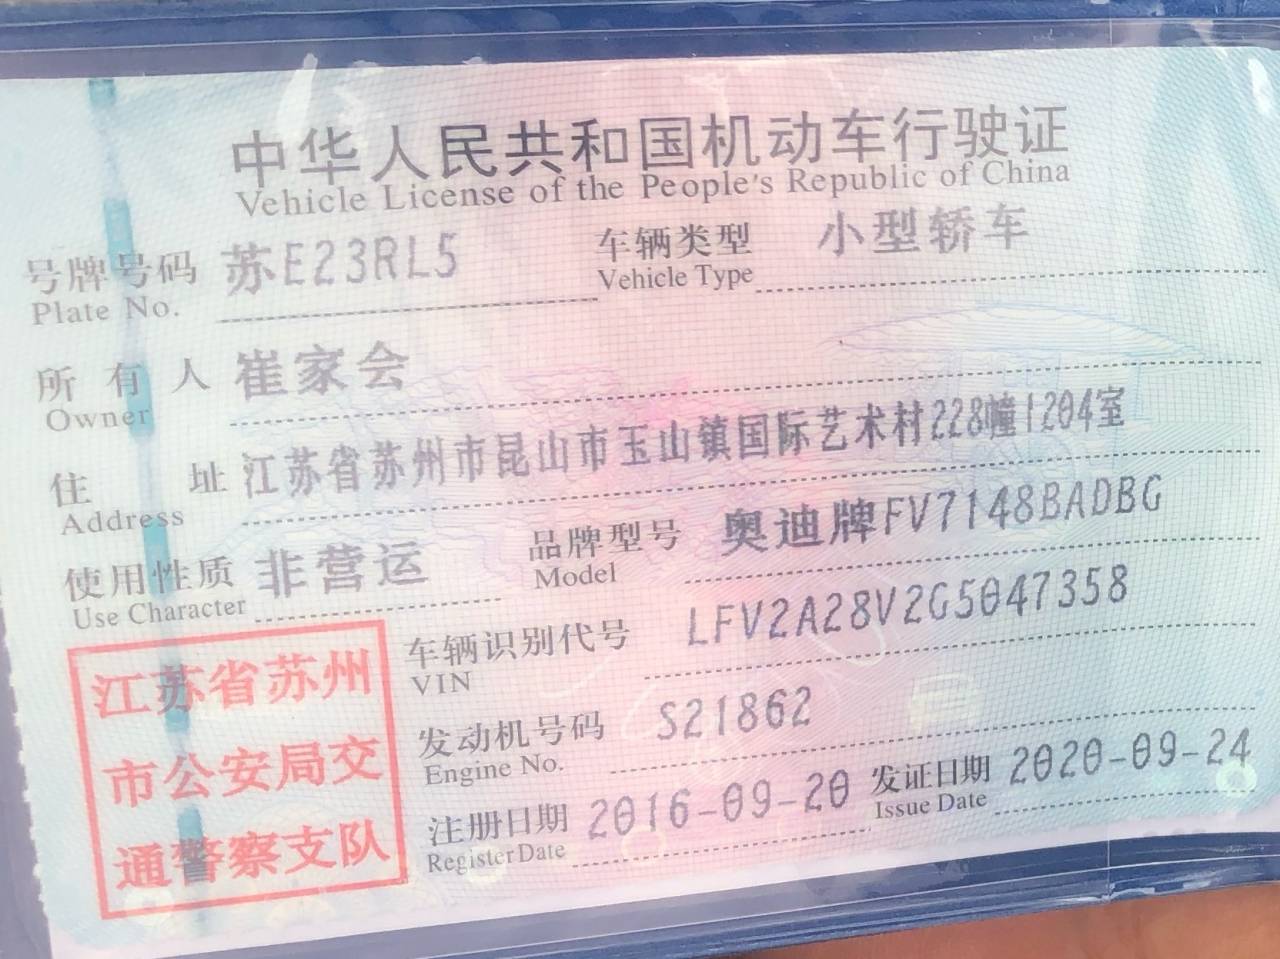 中华人民共和国机动车行驶证
Vehicle License of the People's Republic of China
号牌号码 苏E23RL5 车辆类型 小型轿车
Plate No. Vehicle Type
所有人 崔家会
Owner
住址 江苏省苏州市昆山市玉山镇国际艺术村228幢1204室
Address
使用性质 非营运 品牌型号 奥迪牌FV7148BADBG
Use Character Model
车辆识别代号 LFV2A28V2G5047358
VIN
发动机号码 S21862
Engine No.
注册日期 2016-09-20 发证日期 2020-09-24
Register Date Issue Date
江苏省苏州
市公安局交
通警察支队